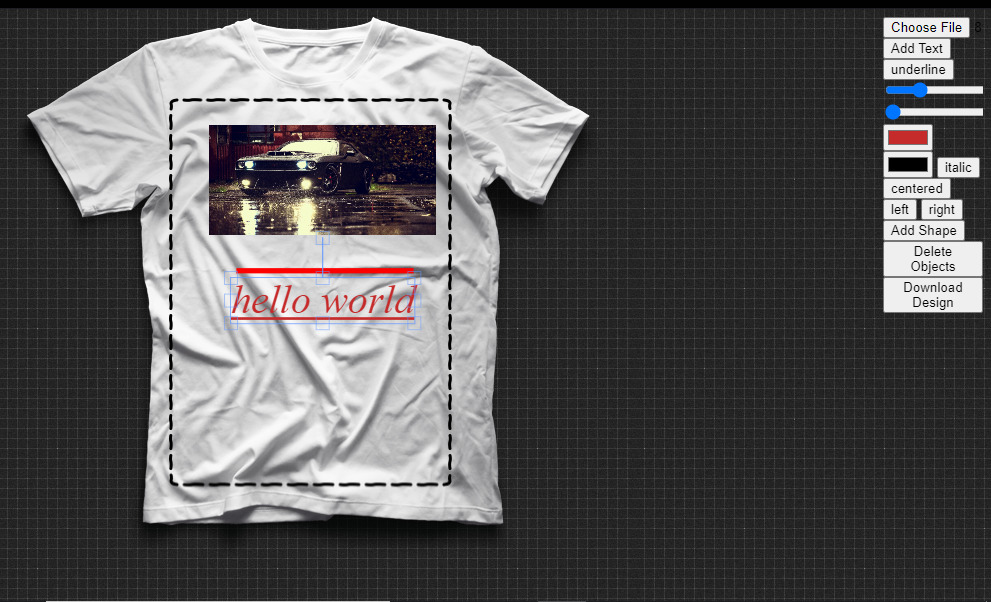 Choose File
Add Text
underline
hello world
italic
centered
left right
Add Shape
Delete
Objects
Download
Design